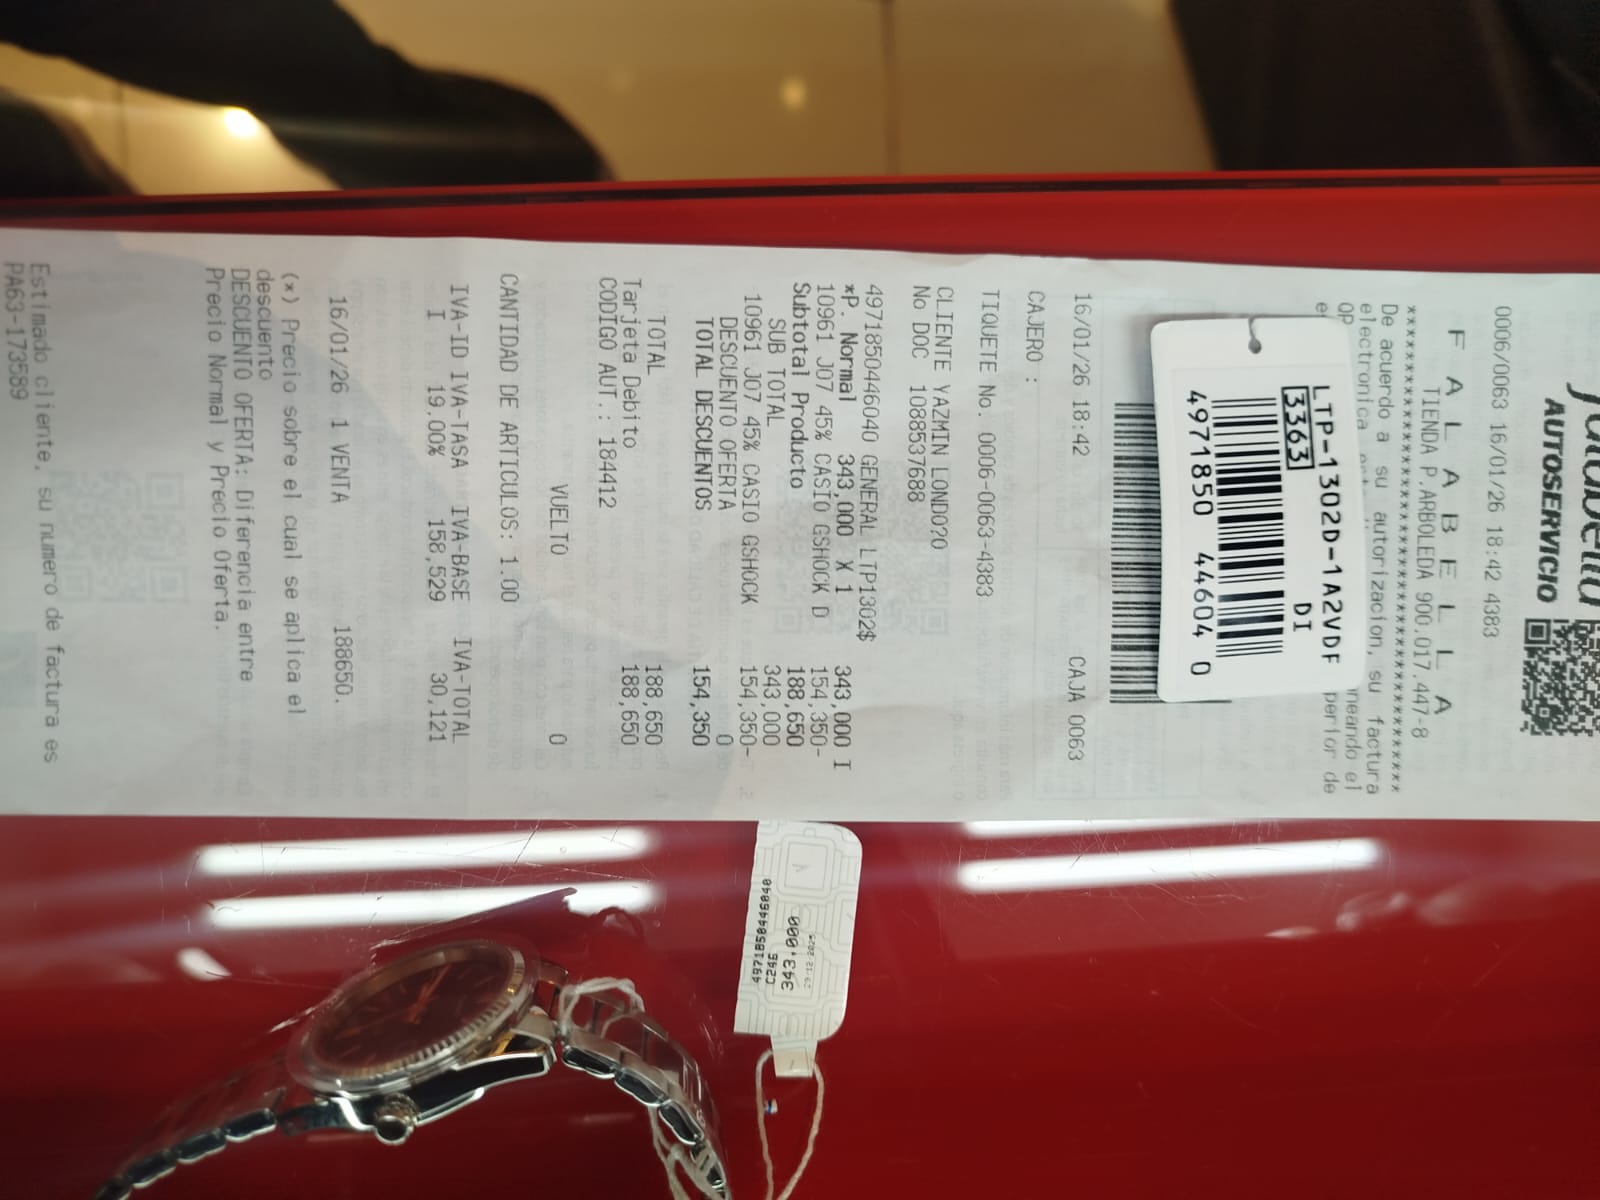 falabella
AUTOSERVICIO
0006/0063 16/01/26 18:42 4383
F A L A B E L L A
TIENDA P.ARBOLEDA 900.017.447-8
De acuerdo a su autorizacion, su factura
electronica
OP
neando el
perior de
LTP-1302D-1A2VDF
3363 DI
4971850 44604 0
16/01/26 18:42 CAJA 0063
CAJERO :
TIQUETE No. 0006-0063-4383
CLIENTE YAZMIN LONDO?O
No DOC 1088537688
4971850446040 GENERAL LTP1302$ 343,000 I
*P. Normal 343,000 X 1
10961 J07 45% CASIO GSHOCK D 154,350-
Subtotal Producto 188,650
SUB TOTAL 343,000
10961 J07 45% CASIO GSHOCK 154,350-
DESCUENTO OFERTA 0
TOTAL DESCUENTOS 154,350
TOTAL 188,650
Tarjeta Debito 188,650
CODIGO AUT.: 184412
VUELTO 0
CANTIDAD DE ARTICULOS: 1.00
IVA-ID IVA-TASA IVA-BASE IVA-TOTAL
I 19.00% 158,529 30,121
16/01/26 1 VENTA 188650.
(*) Precio sobre el cual se aplica el
descuento
DESCUENTO OFERTA: Diferencia entre
Precio Normal y Precio Oferta.
Estimado cliente, su numero de factura es
PA63-173589
343.000
C245
4971850446040